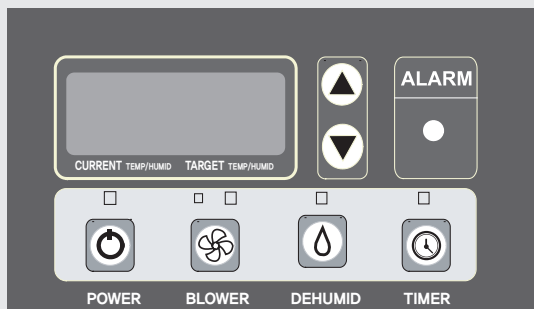 ALARM
CURRENT TEMP/HUMID TARGET TEMP/HUMID
POWER BLOWER DEHUMID TIMER